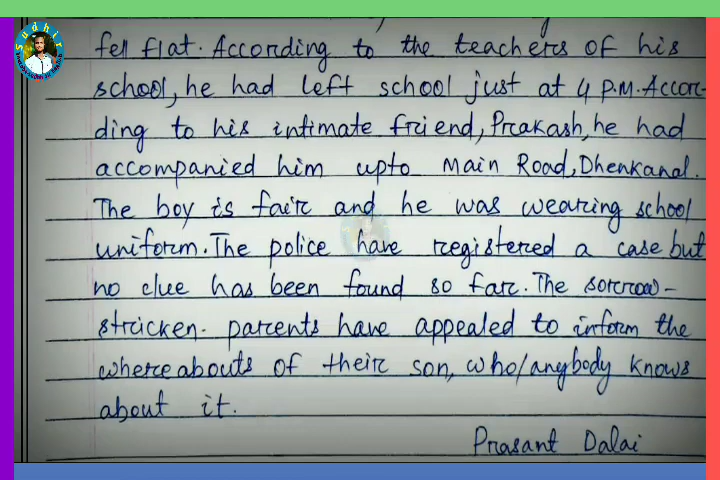 Sudhir
fell flat. According to the teachers of his
school, he had left school just at 4 P.M. Accor-
ding to his intimate friend, Prakash, he had
accompanied him upto Main Road, Dhenkanal.
The boy is fair and he was wearing school
uniform. The police have registered a case but
no clue has been found so far. The sorrow-
stricken. parents have appealed to inform the
whereabouts of their son, who/anybody knows
about it.
Prasant Dalai